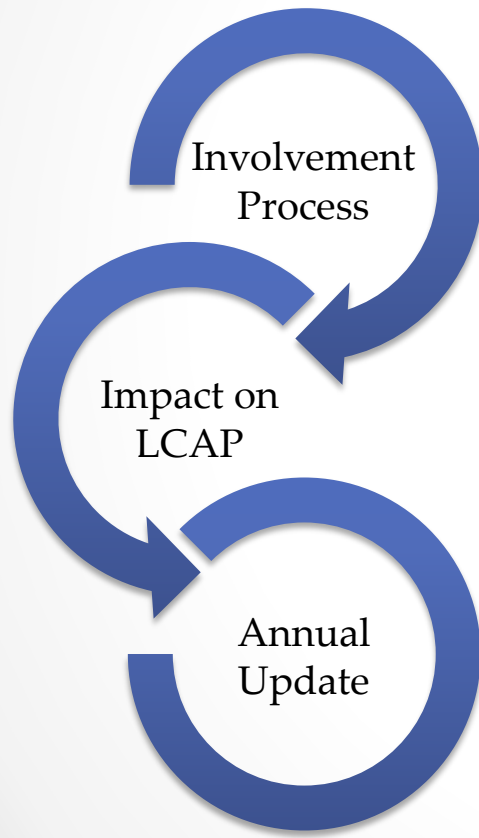 Involvement
Process
Impact on
LCAP
Annual
Update